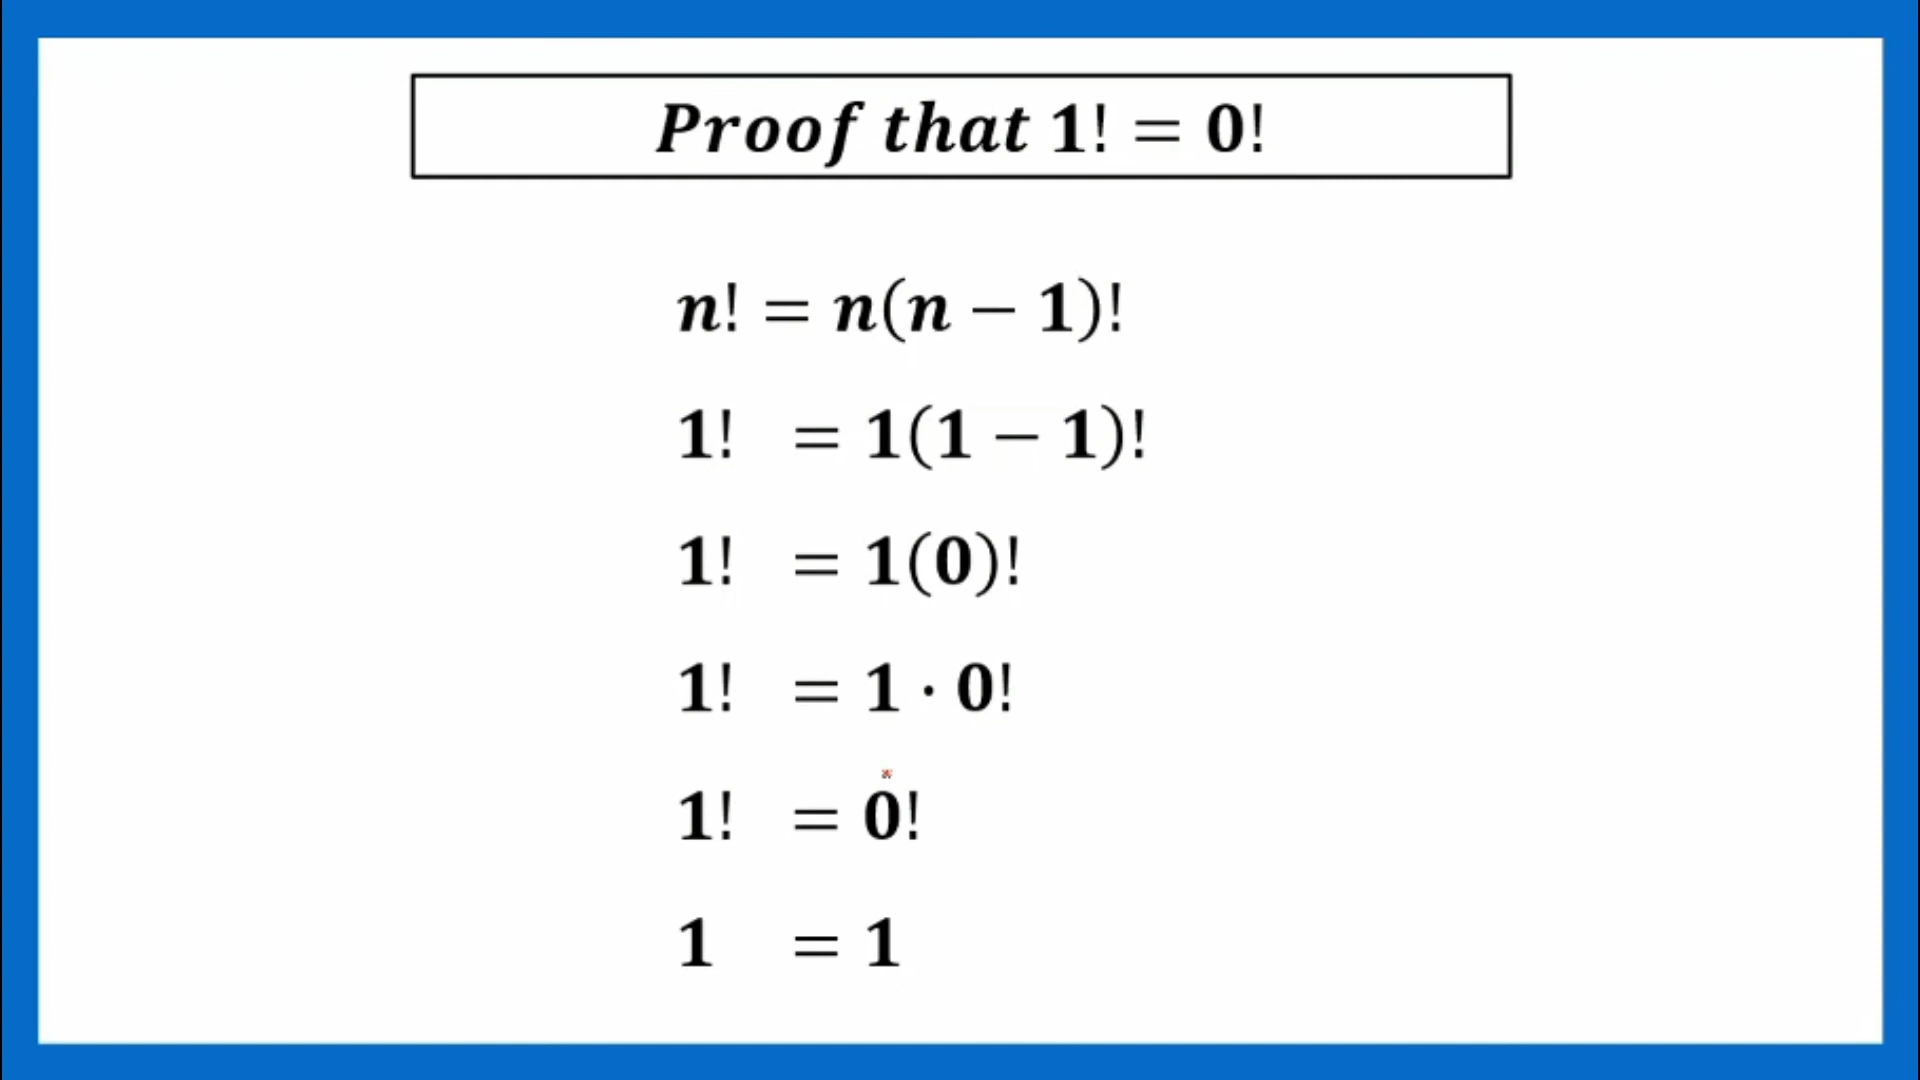 Proof that 1! = 0!
n! = n(n − 1)!
1! = 1(1 − 1)!
1! = 1(0)!
1! = 1 · 0!
1! = 0!
1 = 1